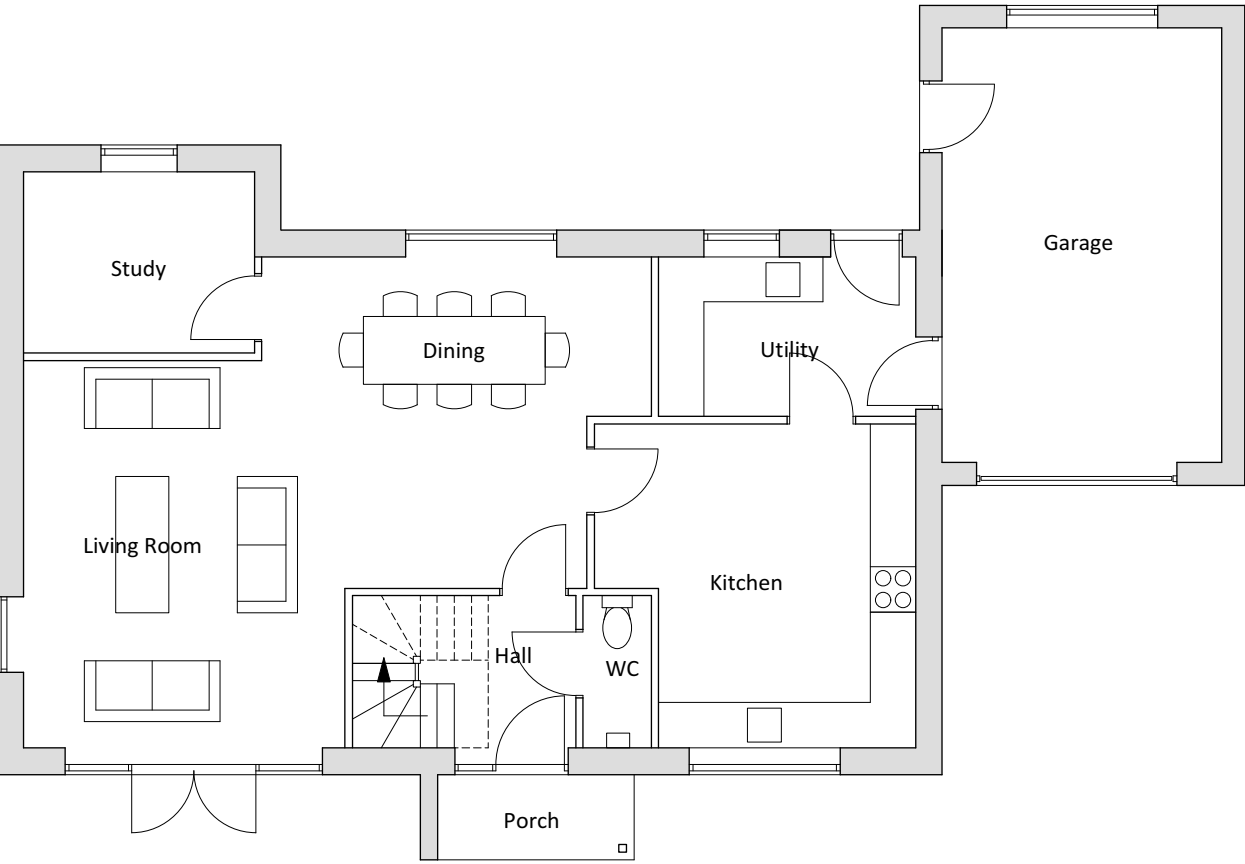 Garage
Study
Dining
Utility
Living Room
Kitchen
Hall
WC
Porch